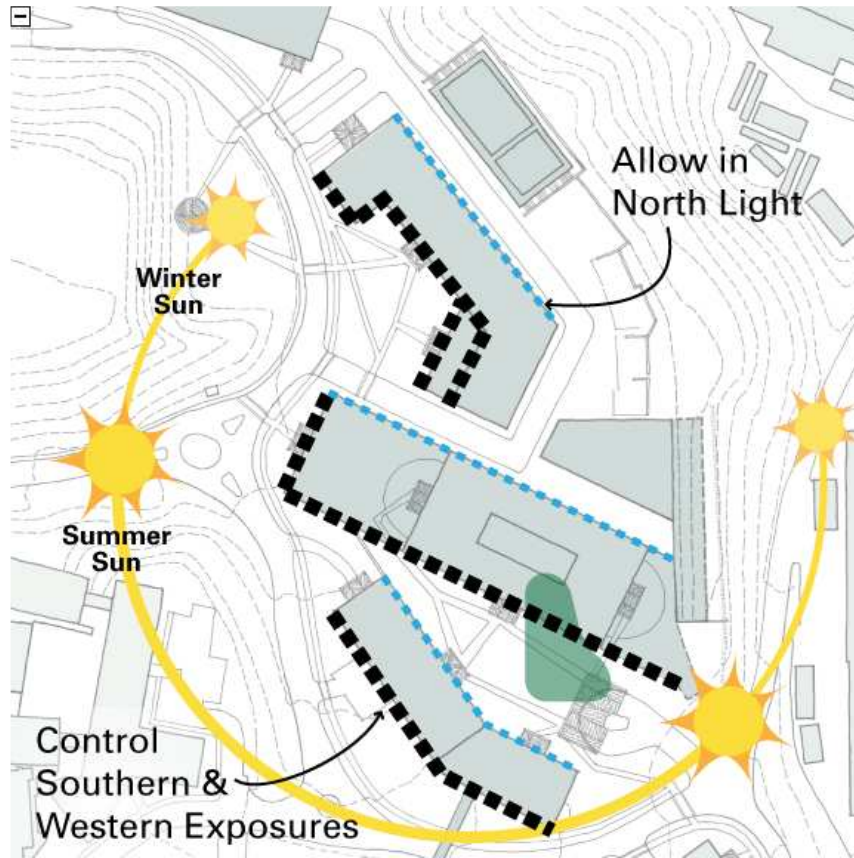 Allow in
North Light
Winter
Sun
Summer
Sun
Control
Southern &
Western Exposures